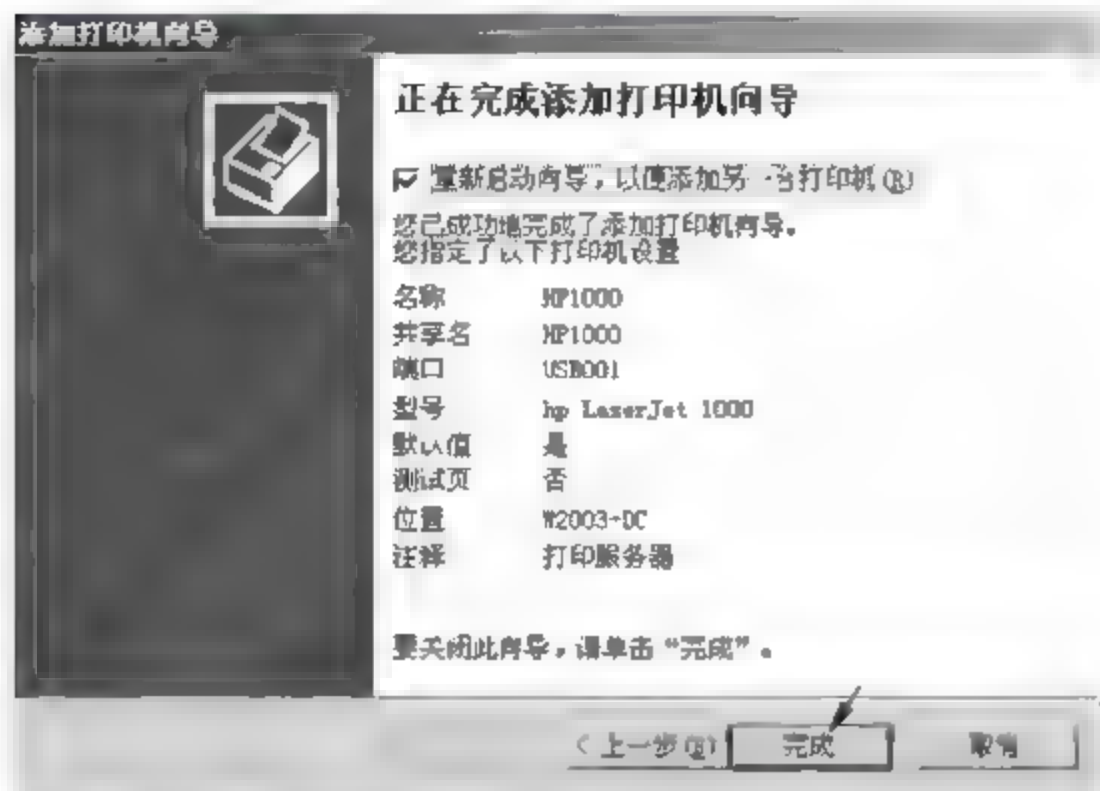 添加打印机向导
正在完成添加打印机向导
重新启动向导，以便添加另一台打印机(R)
您已成功地完成了添加打印机向导。
您指定了以下打印机设置
名称 HP1000
共享名 HP1000
端口 USB001
型号 hp LaserJet 1000
默认值 是
测试页 否
位置 W2003-DC
注释 打印服务器
要关闭此向导，请单击“完成”。
< 上一步(B) 完成 取消